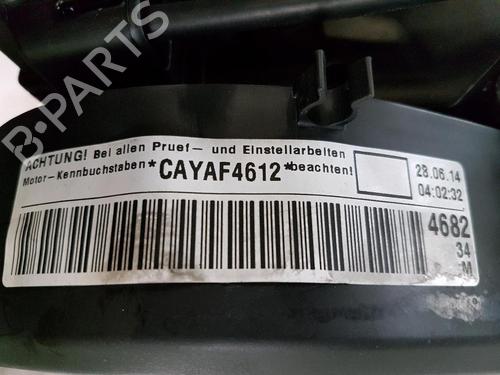 B-PARTS
ACHTUNG! Bei allen Pruef- und Einstellarbeiten
Motor-Kennbuchstaben *CAYAF4612* beachten!
28.06.14
04:02:32
4682
34
M